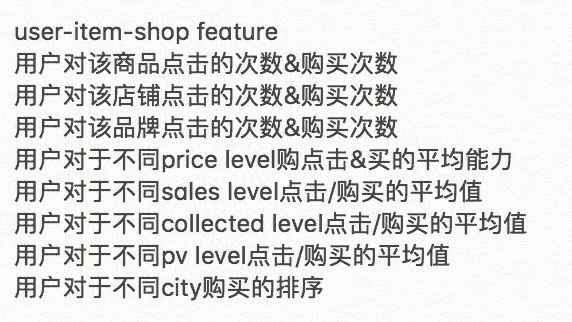 user-item-shop feature
用户对该商品点击的次数&购买次数
用户对该店铺点击的次数&购买次数
用户对该品牌点击的次数&购买次数
用户对于不同price level购点击&买的平均能力
用户对于不同sales level点击/购买的平均值
用户对于不同collected level点击/购买的平均值
用户对于不同pv level点击/购买的平均值
用户对于不同city购买的排序